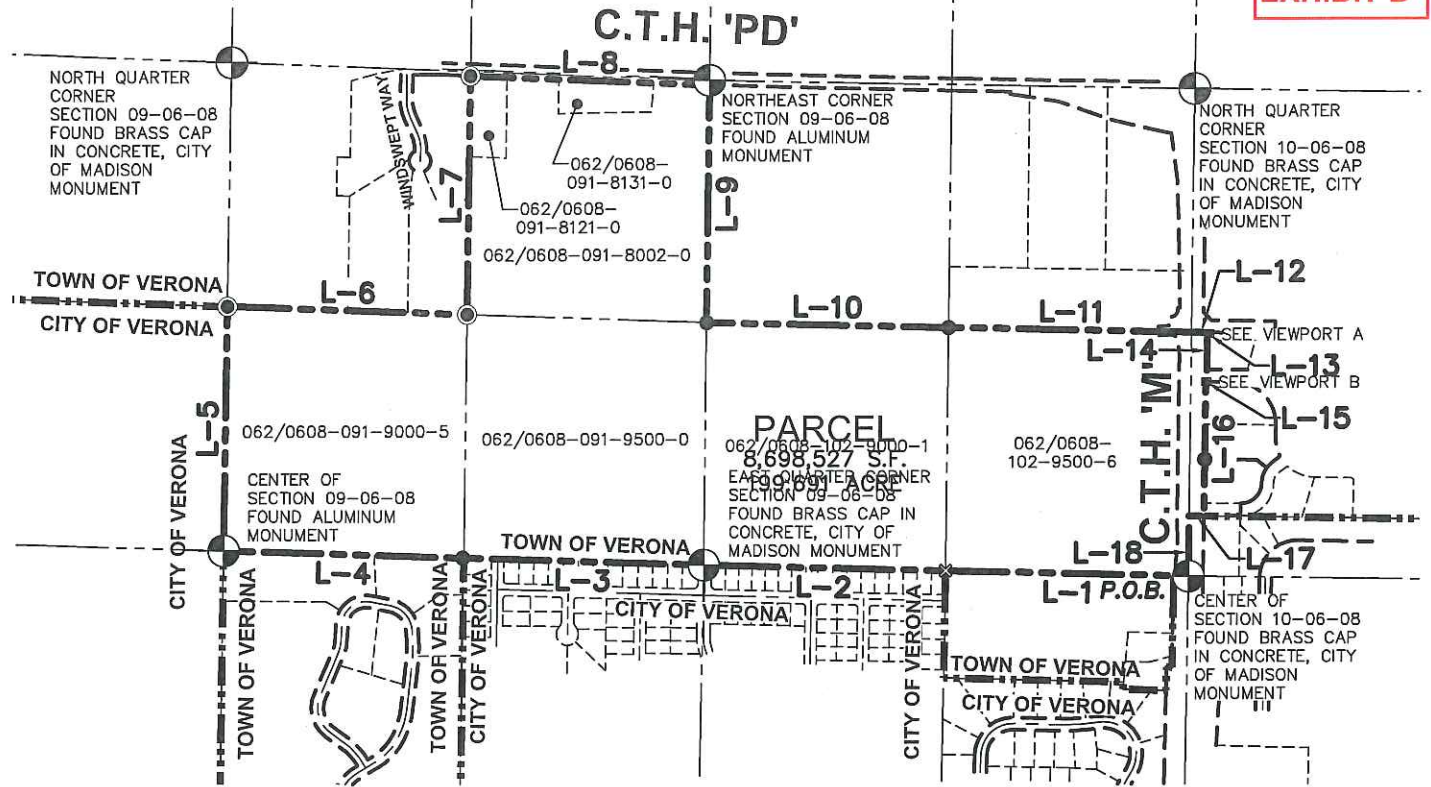 C.T.H. 'PD'
NORTH QUARTER
CORNER
SECTION 09-06-08
FOUND BRASS CAP
IN CONCRETE, CITY
OF MADISON
MONUMENT
WINDSWEPT WAY
L-8
NORTHEAST CORNER
SECTION 09-06-08
FOUND ALUMINUM
MONUMENT
NORTH QUARTER
CORNER
SECTION 10-06-08
FOUND BRASS CAP
IN CONCRETE, CITY
OF MADISON
MONUMENT
L-7
062/0608-
091-8131-0
062/0608-
091-8121-0
062/0608-091-8002-0
L-9
TOWN OF VERONA
CITY OF VERONA
L-6
L-10
L-11
L-12
SEE VIEWPORT A
L-14
L-13
SEE VIEWPORT B
L-15
L-16
C.T.H. 'M'
L-5
CITY OF VERONA
062/0608-091-9000-5
062/0608-091-9500-0
PARCEL
062/0608-102-9000-1
8,698,527 S.F.
199.691 ACRE
EAST QUARTER CORNER
SECTION 09-06-08
FOUND BRASS CAP IN
CONCRETE, CITY OF
MADISON MONUMENT
062/0608-
102-9500-6
CENTER OF
SECTION 09-06-08
FOUND ALUMINUM
MONUMENT
TOWN OF VERONA
L-18
L-17
L-4
L-3
L-2
L-1 P.O.B.
CITY OF VERONA
CENTER OF
SECTION 10-06-08
FOUND BRASS CAP
IN CONCRETE, CITY
OF MADISON
MONUMENT
TOWN OF VERONA
TOWN OF VERONA
CITY OF VERONA
CITY OF VERONA
TOWN OF VERONA
CITY OF VERONA